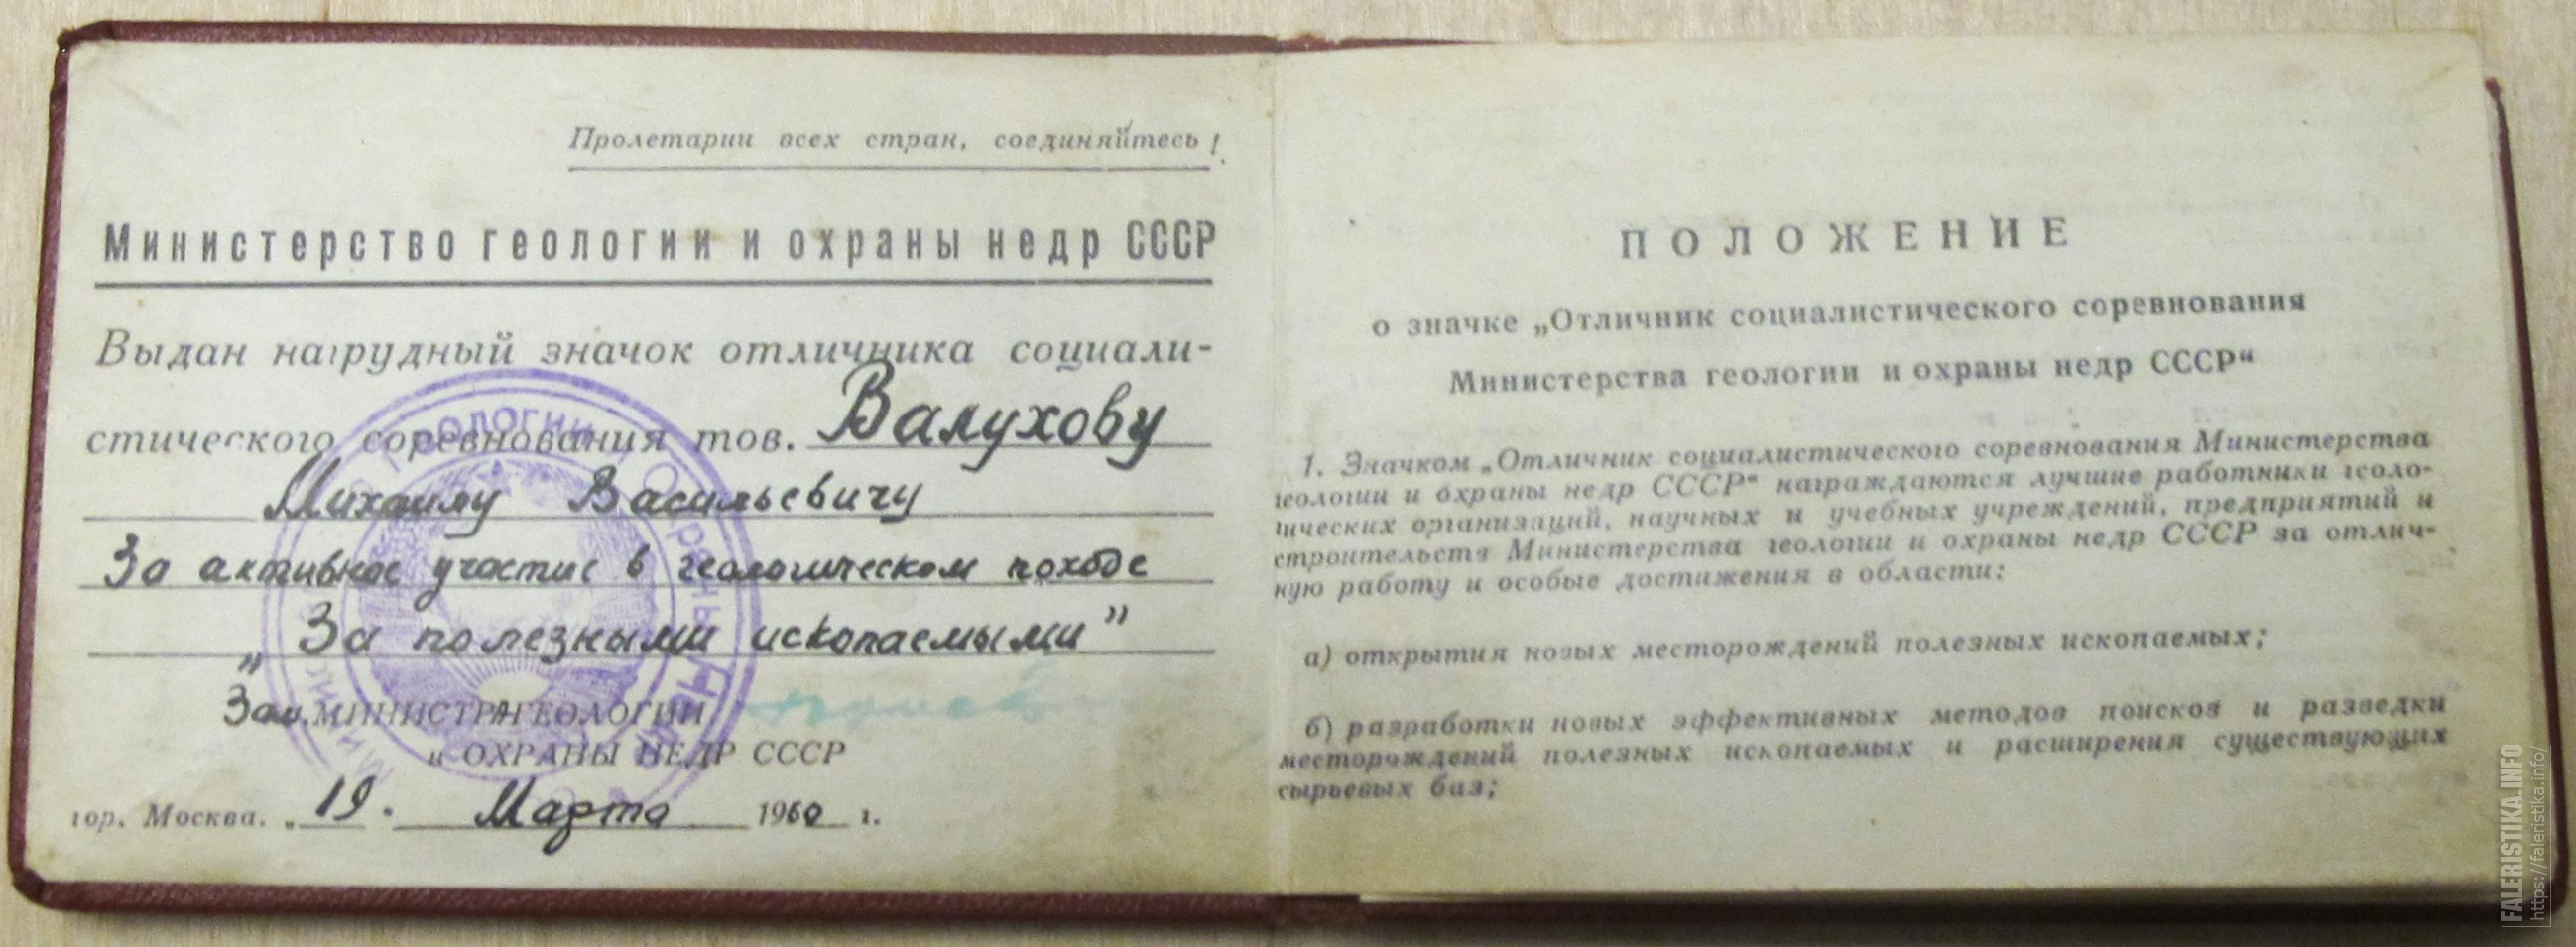 Пролетарии всех стран, соединяйтесь!
Министерство геологии и охраны недр СССР
Выдан нагрудный значок отличника социали-
стического соревнования тов. Валухову
Михаилу Васильевичу
За активное участие в геологическом походе
„За полезными ископаемыми"
Зам. МИНИСТРА ГЕОЛОГИИ
и ОХРАНЫ НЕДР СССР
гор. Москва. „19. Марта 1960 г.
ПОЛОЖЕНИЕ
о значке „Отличник социалистического соревнования
Министерства геологии и охраны недр СССР“
1. Значком „Отличник социалистического соревнования Министерства
геологии и охраны недр СССР“ награждаются лучшие работники геоло-
гических организаций, научных и учебных учреждений, предприятий и
строительств Министерства геологии и охраны недр СССР за отлич-
ную работу и особые достижения в области:
а) открытия новых месторождений полезных ископаемых;
б) разработки новых эффективных методов поисков и разведки
месторождений полезных ископаемых и расширения существующих
сырьевых баз;
ГЕОЛОГИИ И ОХРАНЫ НЕДР
FALERISTIKA.INFO
https://faleristika.info/